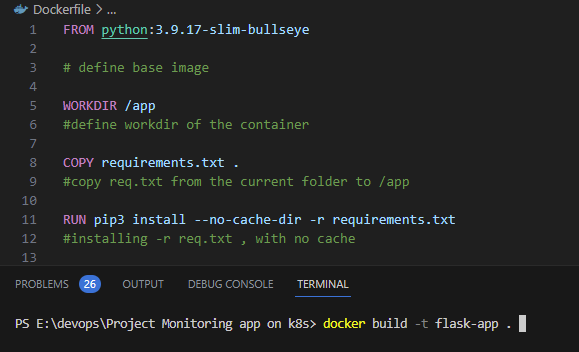 Dockerfile > ...
1 FROM python:3.9.17-slim-bullseye
2
3 # define base image
4
5 WORKDIR /app
6 #define workdir of the container
7
8 COPY requirements.txt .
9 #copy req.txt from the current folder to /app
10
11 RUN pip3 install --no-cache-dir -r requirements.txt
12 #installing -r req.txt , with no cache
13
PROBLEMS 26 OUTPUT DEBUG CONSOLE TERMINAL
PS E:\devops\Project Monitoring app on k8s> docker build -t flask-app .